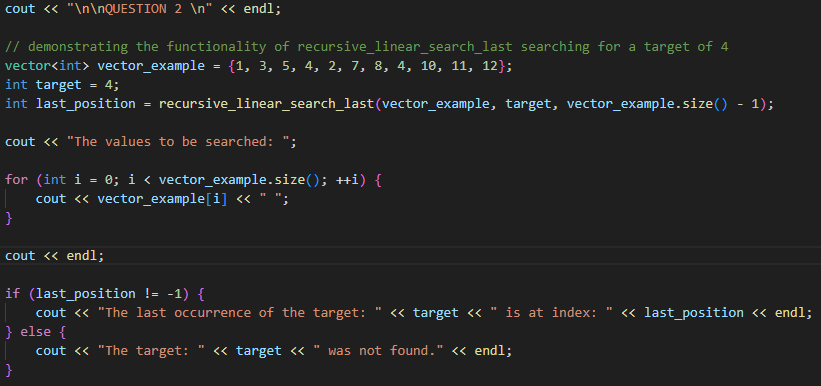 cout << "\n\nQUESTION 2 \n" << endl;
// demonstrating the functionality of recursive_linear_search_last searching for a target of 4
vector<int> vector_example = {1, 3, 5, 4, 2, 7, 8, 4, 10, 11, 12};
int target = 4;
int last_position = recursive_linear_search_last(vector_example, target, vector_example.size() - 1);
cout << "The values to be searched: ";
for (int i = 0; i < vector_example.size(); ++i) {
    cout << vector_example[i] << " ";
}
cout << endl;
if (last_position != -1) {
    cout << "The last occurrence of the target: " << target << " is at index: " << last_position << endl;
} else {
    cout << "The target: " << target << " was not found." << endl;
}